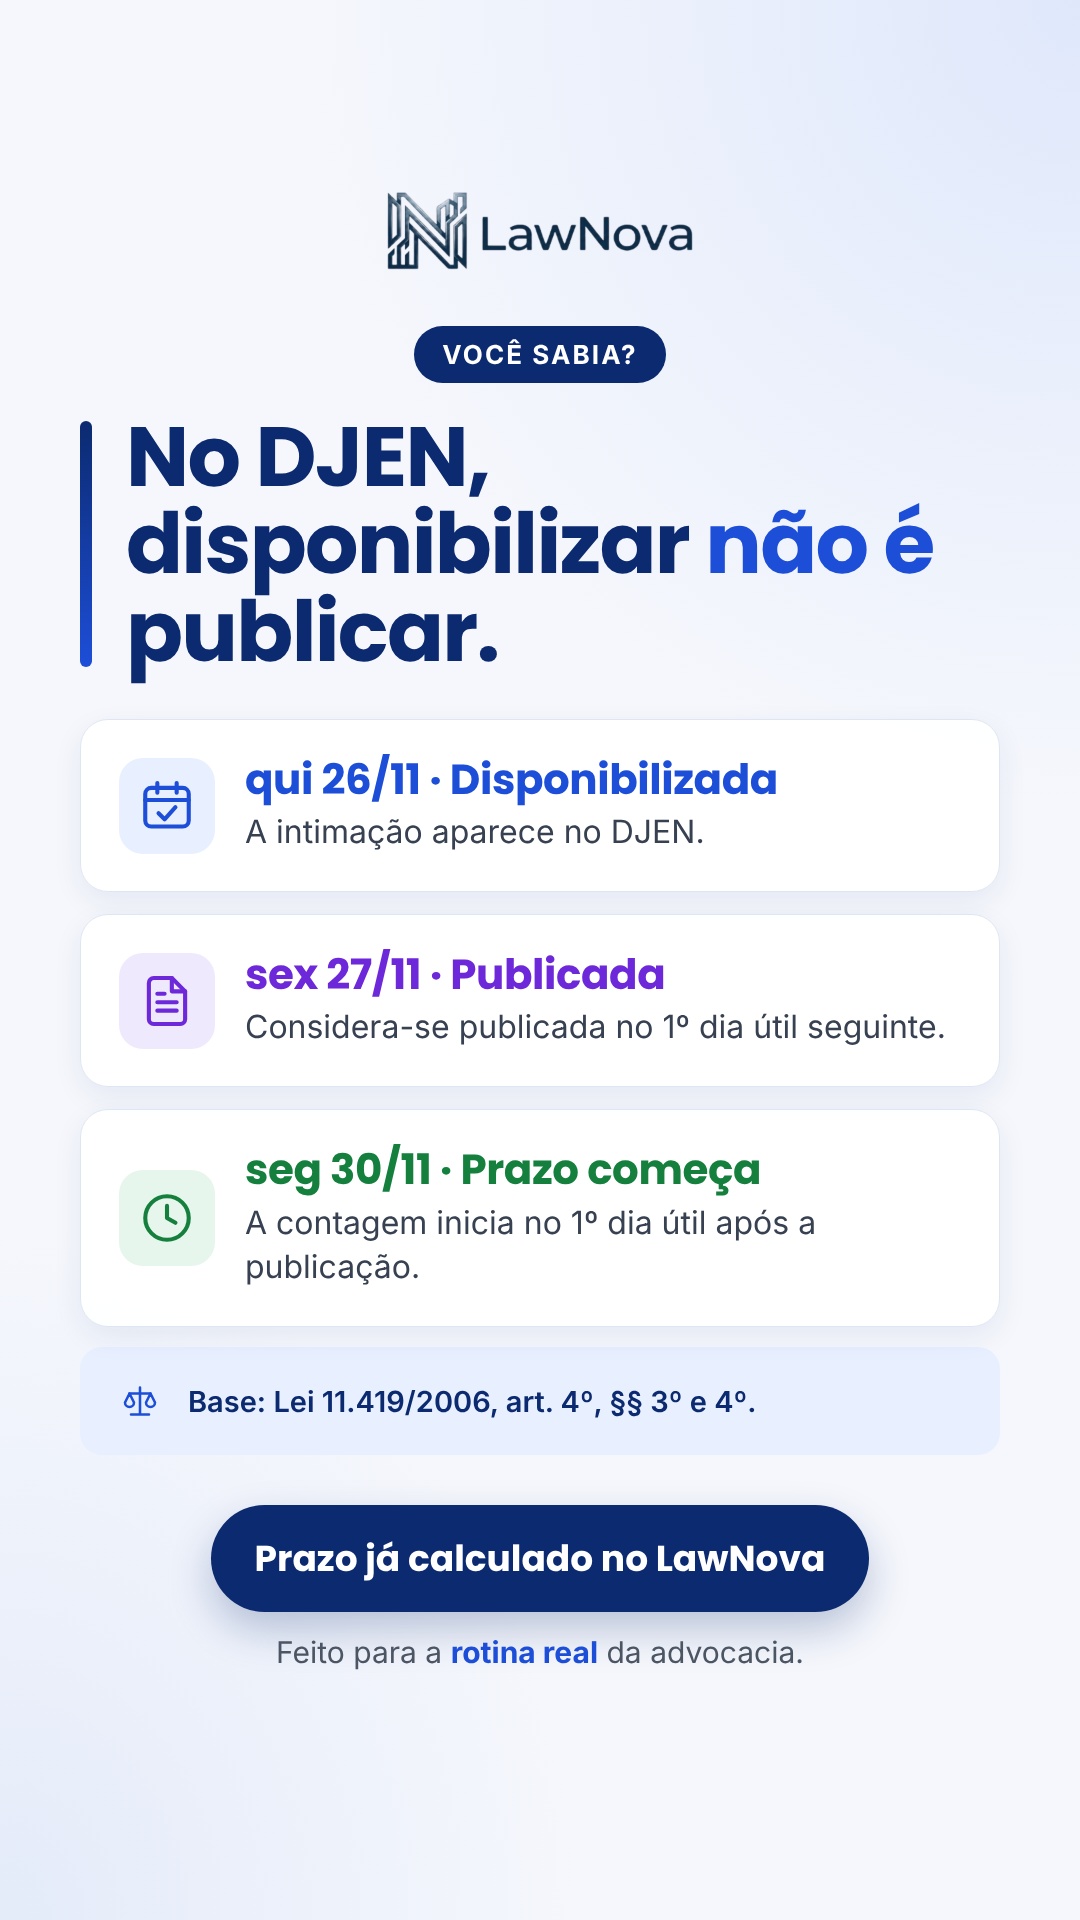 LawNova
VOCÊ SABIA?
No DJEN,
disponibilizar não é
publicar.
qui 26/11 · Disponibilizada
A intimação aparece no DJEN.
sex 27/11 · Publicada
Considera-se publicada no 1º dia útil seguinte.
seg 30/11 · Prazo começa
A contagem inicia no 1º dia útil após a
publicação.
Base: Lei 11.419/2006, art. 4º, §§ 3º e 4º.
Prazo já calculado no LawNova
Feito para a rotina real da advocacia.